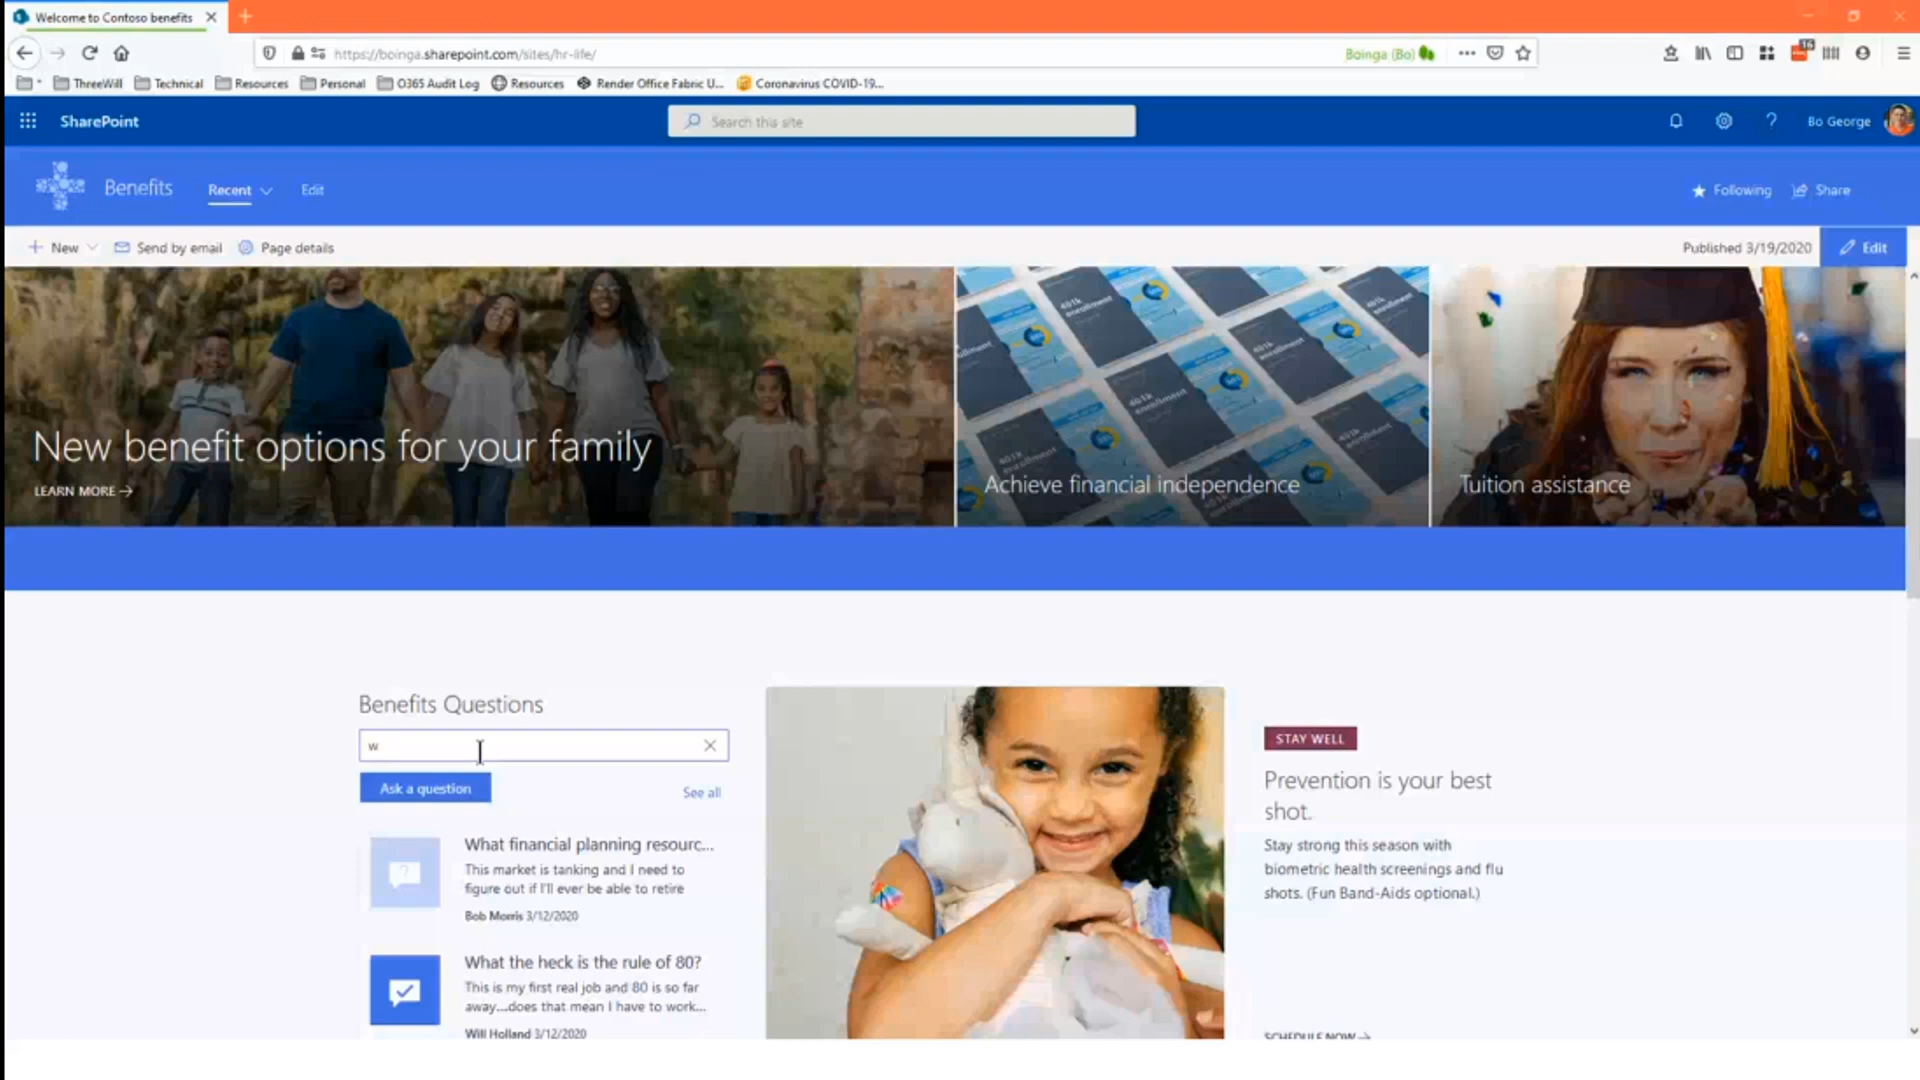 Welcome to Contoso benefits
https://boinga.sharepoint.com/sites/hr-life/
Boinga (Bo)
ThreeWill
Technical
Resources
Personal
O365 Audit Log
Resources
Render Office Fabric U...
Coronavirus COVID-19...
SharePoint
Search this site
Bo George
Benefits
Recent
Edit
Following
Share
New
Send by email
Page details
Published 3/19/2020
Edit
New benefit options for your family
LEARN MORE
401k
enrollment
Achieve financial independence
Tuition assistance
Benefits Questions
w
Ask a question
See all
What financial planning resourc...
This market is tanking and I need to
figure out if I'll ever be able to retire
Bob Morris 3/12/2020
What the heck is the rule of 80?
This is my first real job and 80 is so far
away....does that mean I have to work...
Will Holland 3/12/2020
STAY WELL
Prevention is your best
shot.
Stay strong this season with
biometric health screenings and flu
shots. (Fun Band-Aids optional.)
SCHEDULE NOW